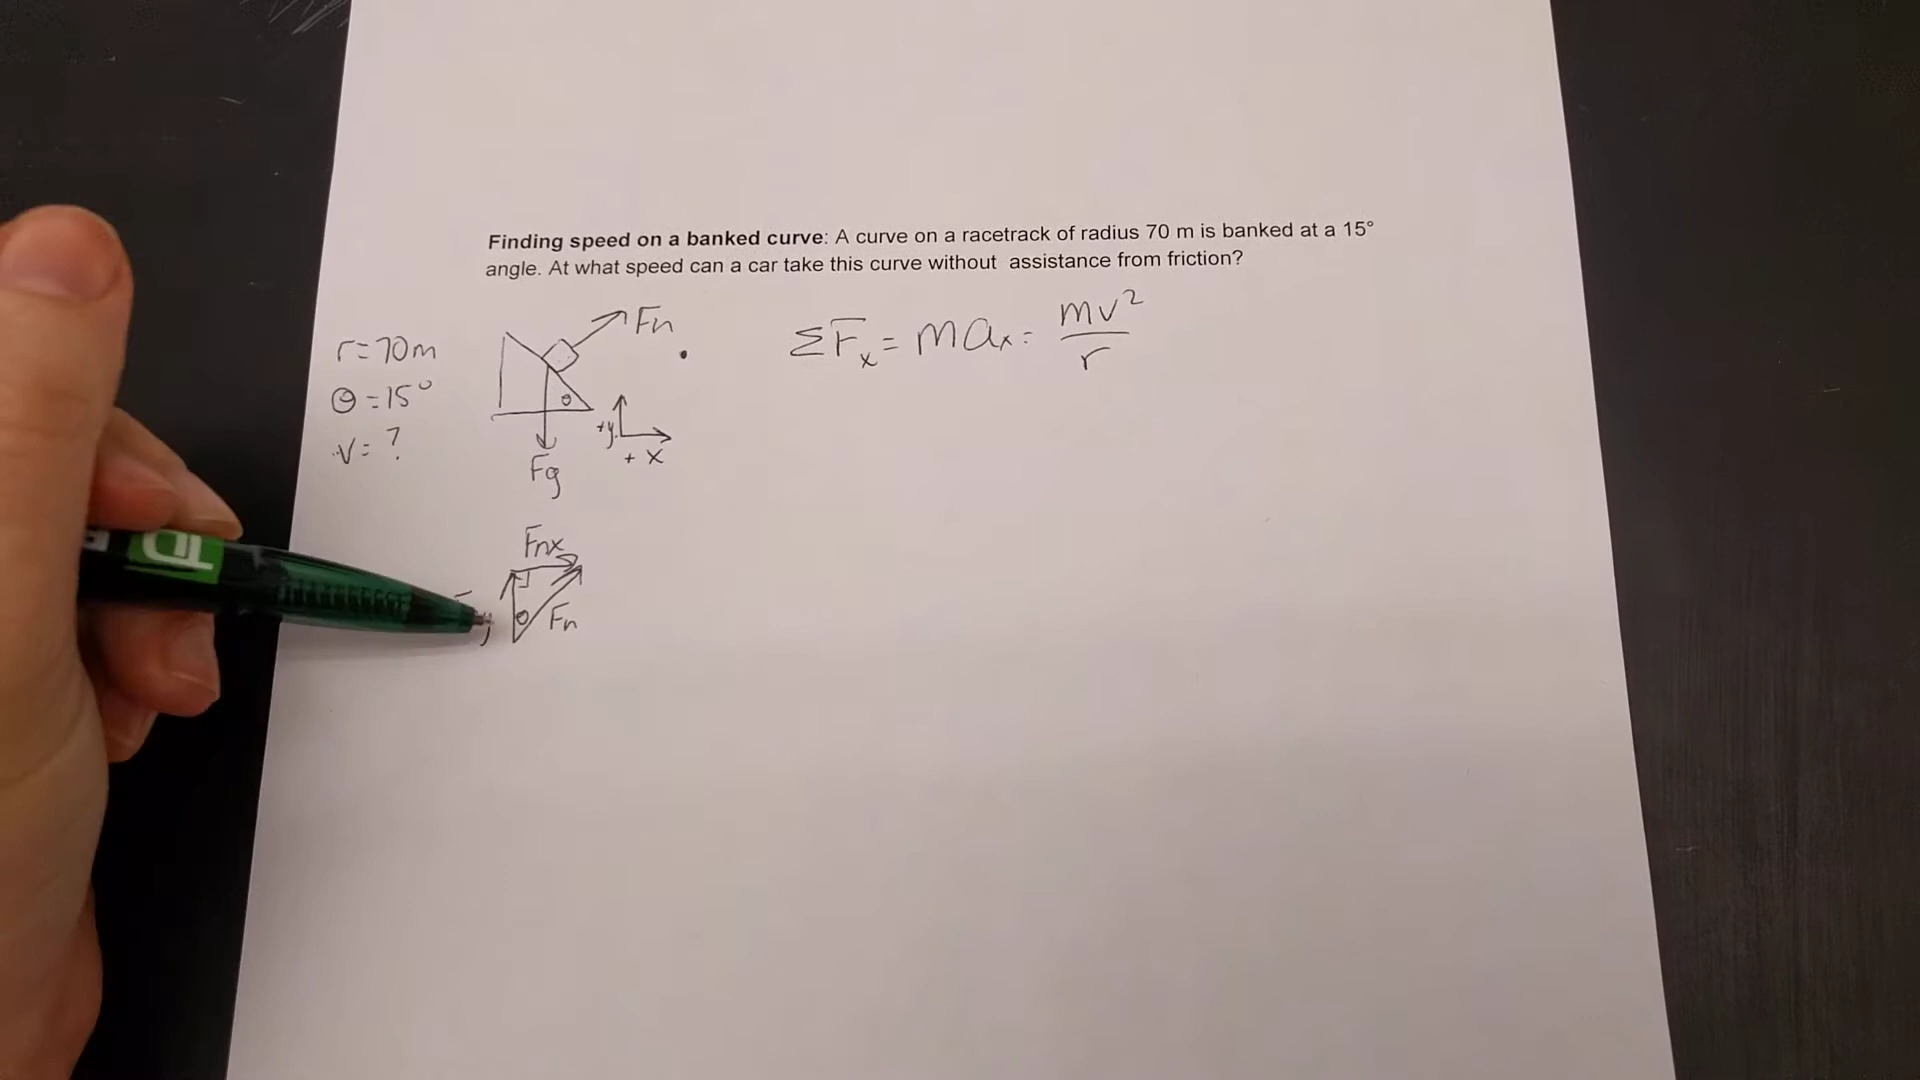 Finding speed on a banked curve: A curve on a racetrack of radius 70 m is banked at a 15°
angle. At what speed can a car take this curve without assistance from friction?
r=70m
θ=15°
v=?
Fn
θ
Fg
+y
+x
ΣFₓ = maₓ = mv²/r
Fnx
θ
Fn